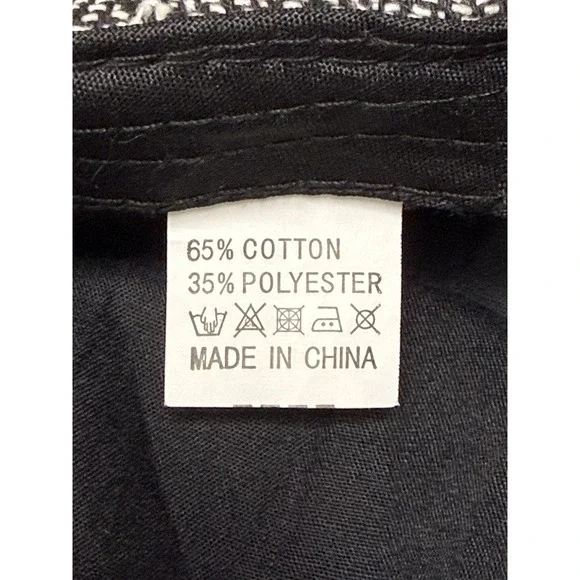 65% COTTON
35% POLYESTER
MADE IN CHINA